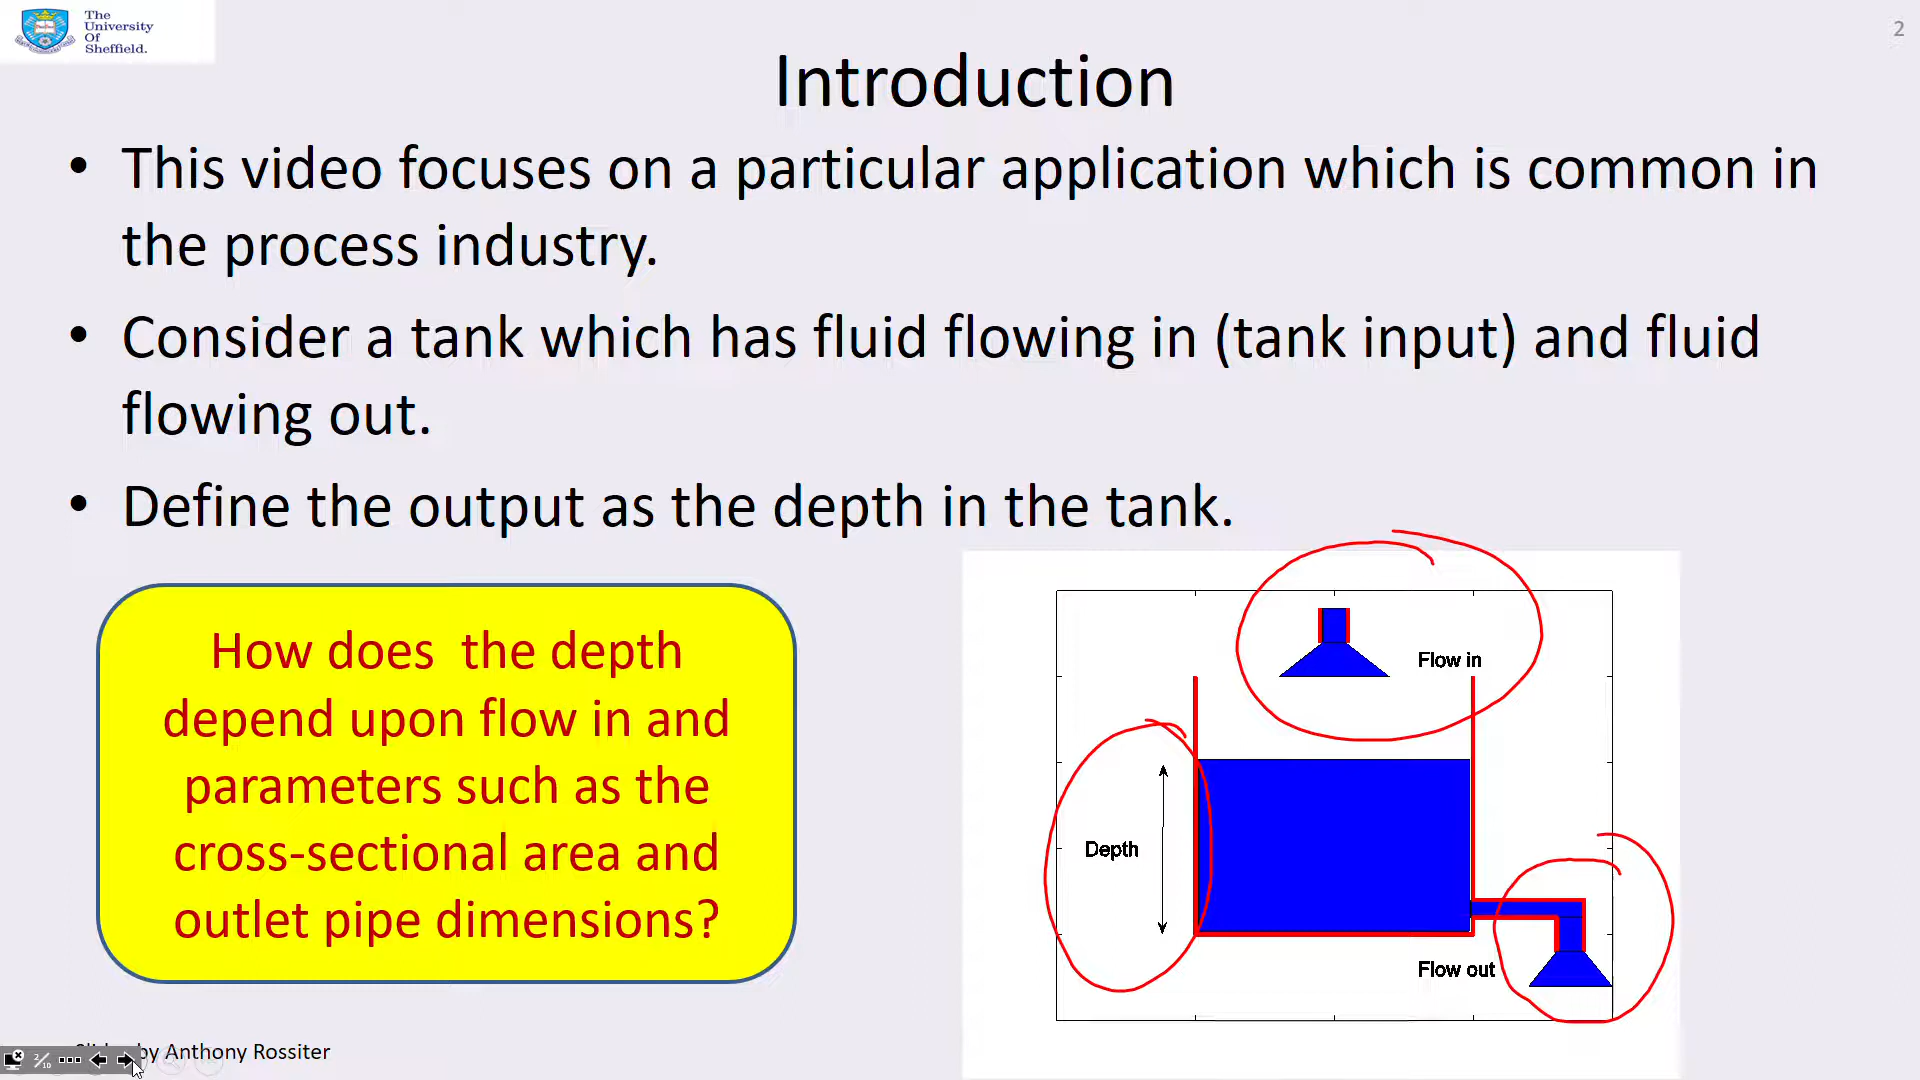 The
University
Of
Sheffield.
2
Introduction
• This video focuses on a particular application which is common in
the process industry.
• Consider a tank which has fluid flowing in (tank input) and fluid
flowing out.
• Define the output as the depth in the tank.
How does the depth
depend upon flow in and
parameters such as the
cross-sectional area and
outlet pipe dimensions?
Flow in
Depth
Flow out
by Anthony Rossiter
2/10